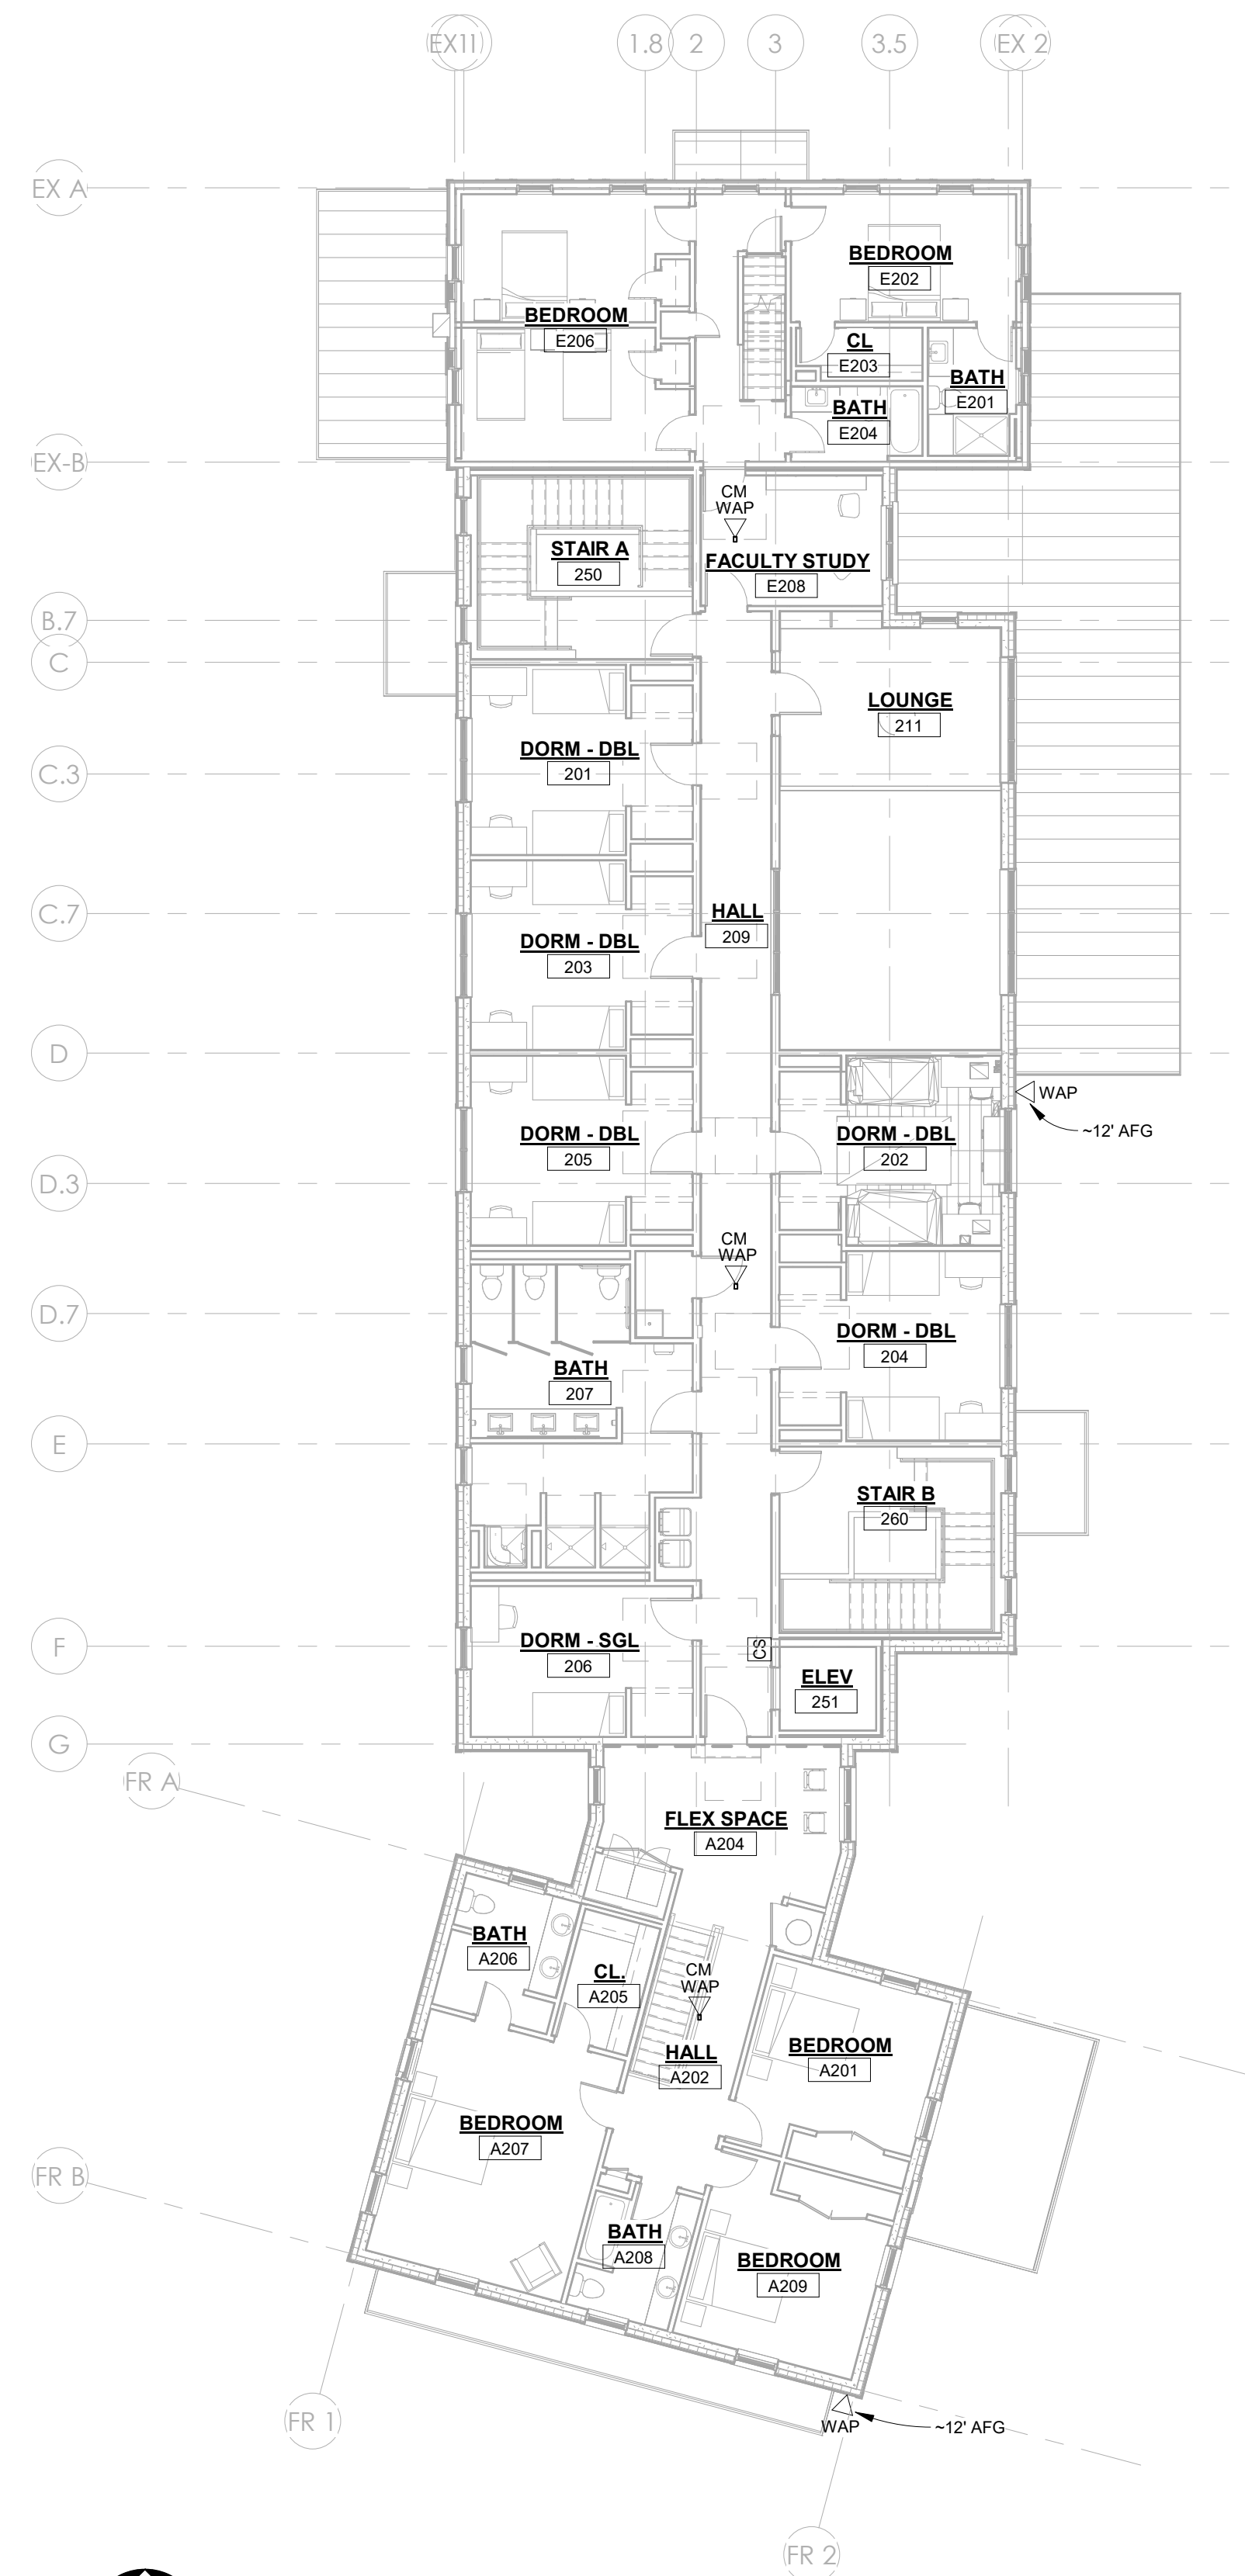 EX11
1.8
2
3
3.5
EX 2
EX A
BEDROOM
E202
BEDROOM
E206
CL
E203
BATH
E201
BATH
E204
EX-B
CM
WAP
STAIR A
250
FACULTY STUDY
E208
B.7
C
LOUNGE
211
DORM - DBL
201
C.3
C.7
HALL
209
DORM - DBL
203
D
WAP
~12' AFG
DORM - DBL
205
DORM - DBL
202
D.3
CM
WAP
D.7
DORM - DBL
204
BATH
207
E
STAIR B
260
DORM - SGL
206
F
CS
ELEV
251
G
FR A
FLEX SPACE
A204
BATH
A206
CL.
A205
CM
WAP
HALL
A202
BEDROOM
A201
BEDROOM
A207
FR B
BATH
A208
BEDROOM
A209
FR 1
WAP
~12' AFG
FR 2